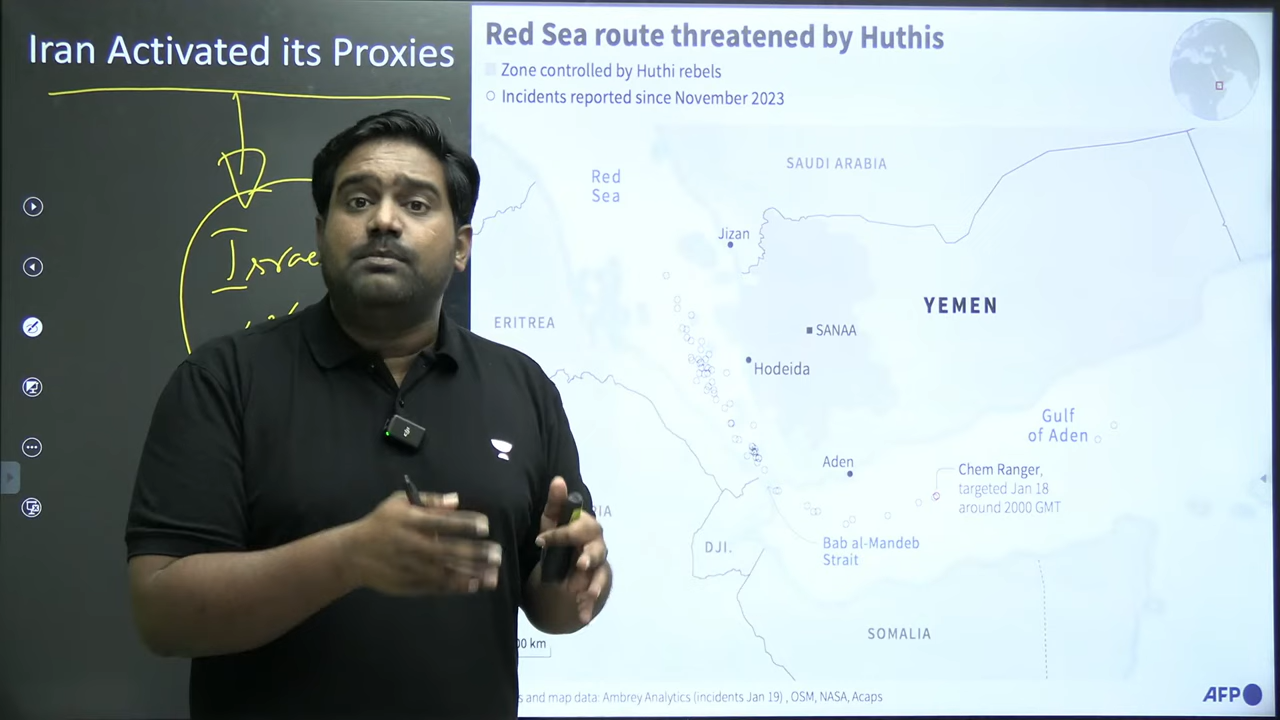 Iran Activated its Proxies
Israe
Red Sea route threatened by Huthis
Zone controlled by Huthi rebels
Incidents reported since November 2023
SAUDI ARABIA
Red
Sea
Jizan
YEMEN
ERITREA
SANAA
Hodeida
Gulf
of Aden
Aden
Chem Ranger,
targeted Jan 18
around 2000 GMT
IA
DJI.
Bab al-Mandeb
Strait
SOMALIA
00 km
s and map data: Ambrey Analytics (incidents Jan 19) , OSM, NASA, Acaps
AFP